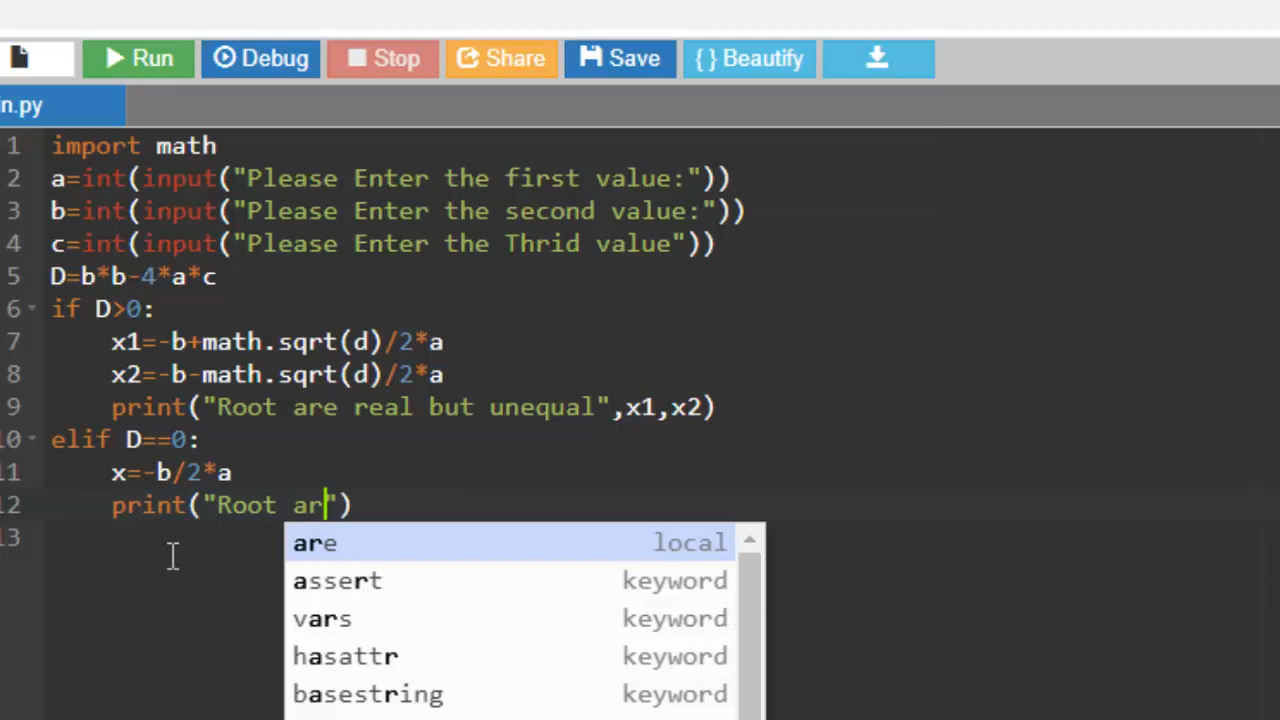 Run Debug Stop Share Save { } Beautify
n.py
1 import math
2 a=int(input("Please Enter the first value:"))
3 b=int(input("Please Enter the second value:"))
4 c=int(input("Please Enter the Thrid value"))
5 D=b*b-4*a*c
6 if D>0:
7 x1=-b+math.sqrt(d)/2*a
8 x2=-b-math.sqrt(d)/2*a
9 print("Root are real but unequal",x1,x2)
10 elif D==0:
11 x=-b/2*a
12 print("Root ar")
13
are local
assert keyword
vars keyword
hasattr keyword
basestring keyword